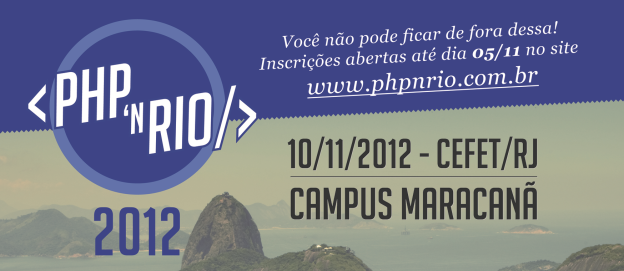 <PHP
'N
RIO/>
2012
Você não pode ficar de fora dessa!
Inscrições abertas até dia 05/11 no site
www.phpnrio.com.br
10/11/2012 - CEFET/RJ
CAMPUS MARACANÃ